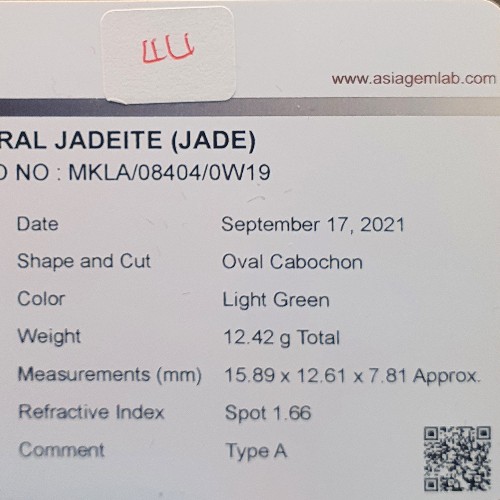 www.asiagemlab.com
RAL JADEITE (JADE)
D NO : MKLA/08404/0W19
Date September 17, 2021
Shape and Cut Oval Cabochon
Color Light Green
Weight 12.42 g Total
Measurements (mm) 15.89 x 12.61 x 7.81 Approx.
Refractive Index Spot 1.66
Comment Type A